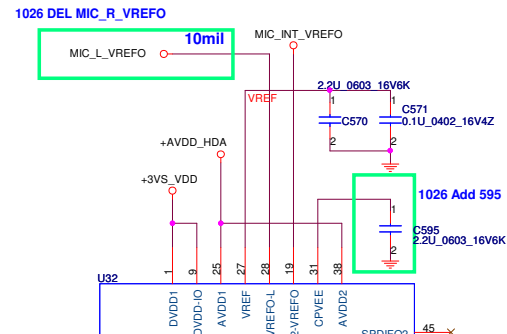 1026 DEL MIC_R_VREFO
10mil
MIC_L_VREFO
MIC_INT_VREFO
2.2U_0603_16V6K
VREF
1
1
C570
C571
0.1U_0402_16V4Z
2
2
+AVDD_HDA
+3VS_VDD
1026 Add 595
1
C595
2.2U_0603_16V6K
2
U32
1
9
25
27
28
19
31
38
DVDD1
DVDD-IO
AVDD1
VREF
VREFO-L
2-VREFO
CPVEE
AVDD2
45